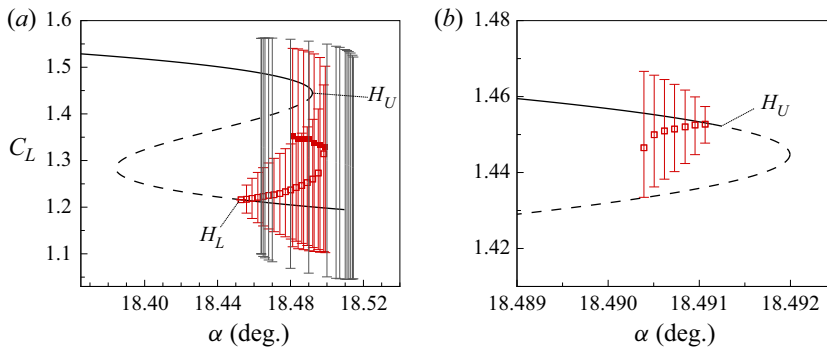 (a)
1.6
1.5
1.4
1.3
1.2
1.1
C_L
H_U
H_L
18.40
18.44
18.48
18.52
α (deg.)
(b)
1.48
1.46
1.44
1.42
H_U
18.489
18.490
18.491
18.492
α (deg.)